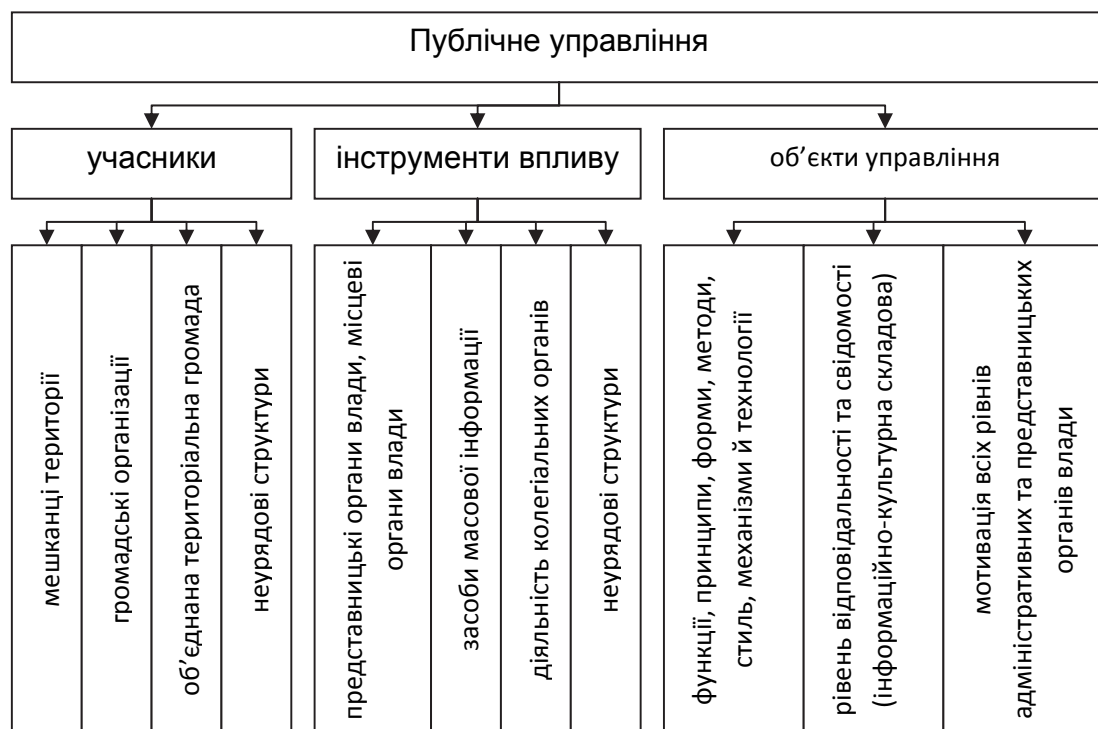 Публічне управління
учасники
інструменти впливу
об’єкти управління
мешканці території
громадські організації
об’єднана територіальна громада
неурядові структури
представницькі органи влади, місцеві
органи влади
засоби масової інформації
діяльність колегіальних органів
неурядові структури
функції, принципи, форми, методи,
стиль, механізми й технології
рівень відповідальності та свідомості
(інформаційно-культурна складова)
мотивація всіх рівнів
адміністративних та представницьких
органів влади